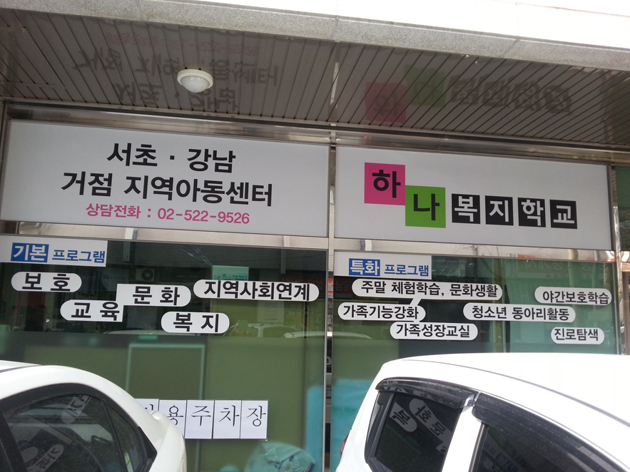 서초 · 강남
거점 지역아동센터
상담전화 : 02-522-9526
하나복지학교
기본 프로그램
보호
문화
지역사회연계
교육
복지
특화 프로그램
주말 체험학습, 문화생활
야간보호학습
가족기능강화
청소년 동아리활동
가족성장교실
진로탐색
용주차장